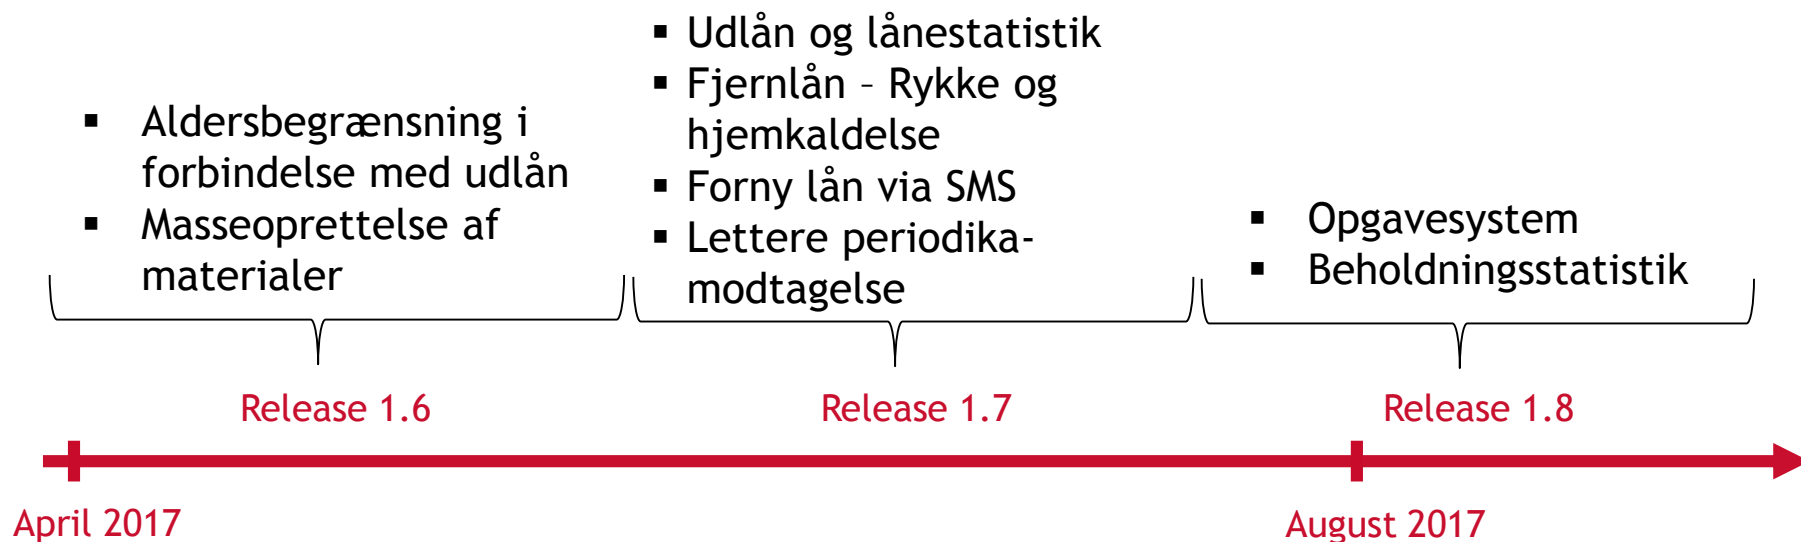 ▪ Aldersbegrænsning i
forbindelse med udlån
▪ Masseoprettelse af
materialer
▪ Udlån og lånestatistik
▪ Fjernlån – Rykke og
hjemkaldelse
▪ Forny lån via SMS
▪ Lettere periodika-
modtagelse
▪ Opgavesystem
▪ Beholdningsstatistik
Release 1.6
Release 1.7
Release 1.8
April 2017
August 2017